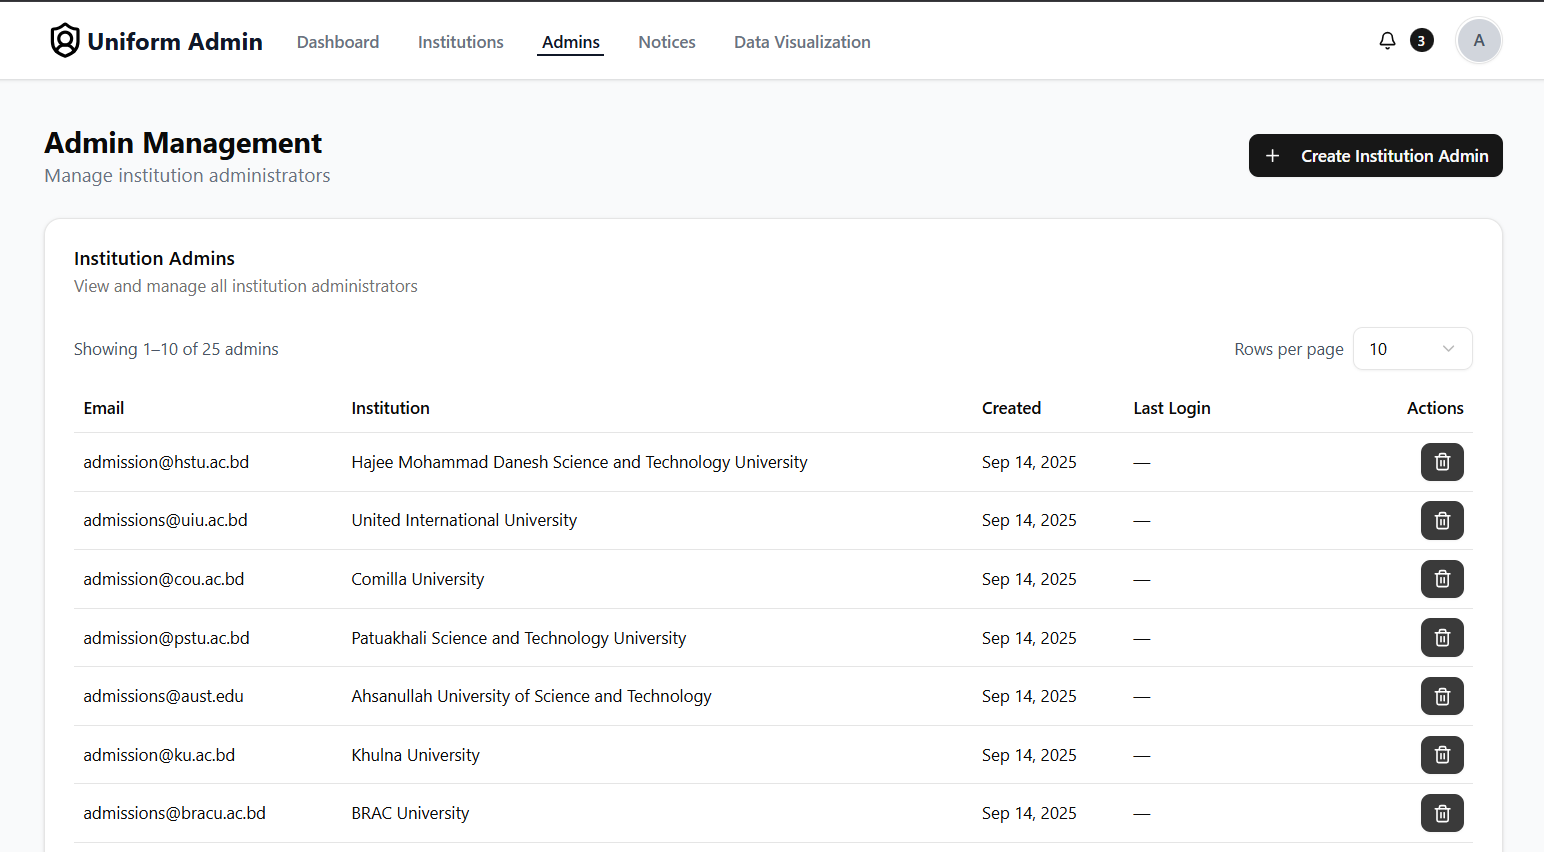 Uniform Admin Dashboard Institutions Admins Notices Data Visualization 3 A
Admin Management
Manage institution administrators
+ Create Institution Admin
Institution Admins
View and manage all institution administrators
Showing 1–10 of 25 admins Rows per page 10
Email Institution Created Last Login Actions
admission@hstu.ac.bd Hajee Mohammad Danesh Science and Technology University Sep 14, 2025 —
admissions@uiu.ac.bd United International University Sep 14, 2025 —
admission@cou.ac.bd Comilla University Sep 14, 2025 —
admission@pstu.ac.bd Patuakhali Science and Technology University Sep 14, 2025 —
admissions@aust.edu Ahsanullah University of Science and Technology Sep 14, 2025 —
admission@ku.ac.bd Khulna University Sep 14, 2025 —
admissions@bracu.ac.bd BRAC University Sep 14, 2025 —